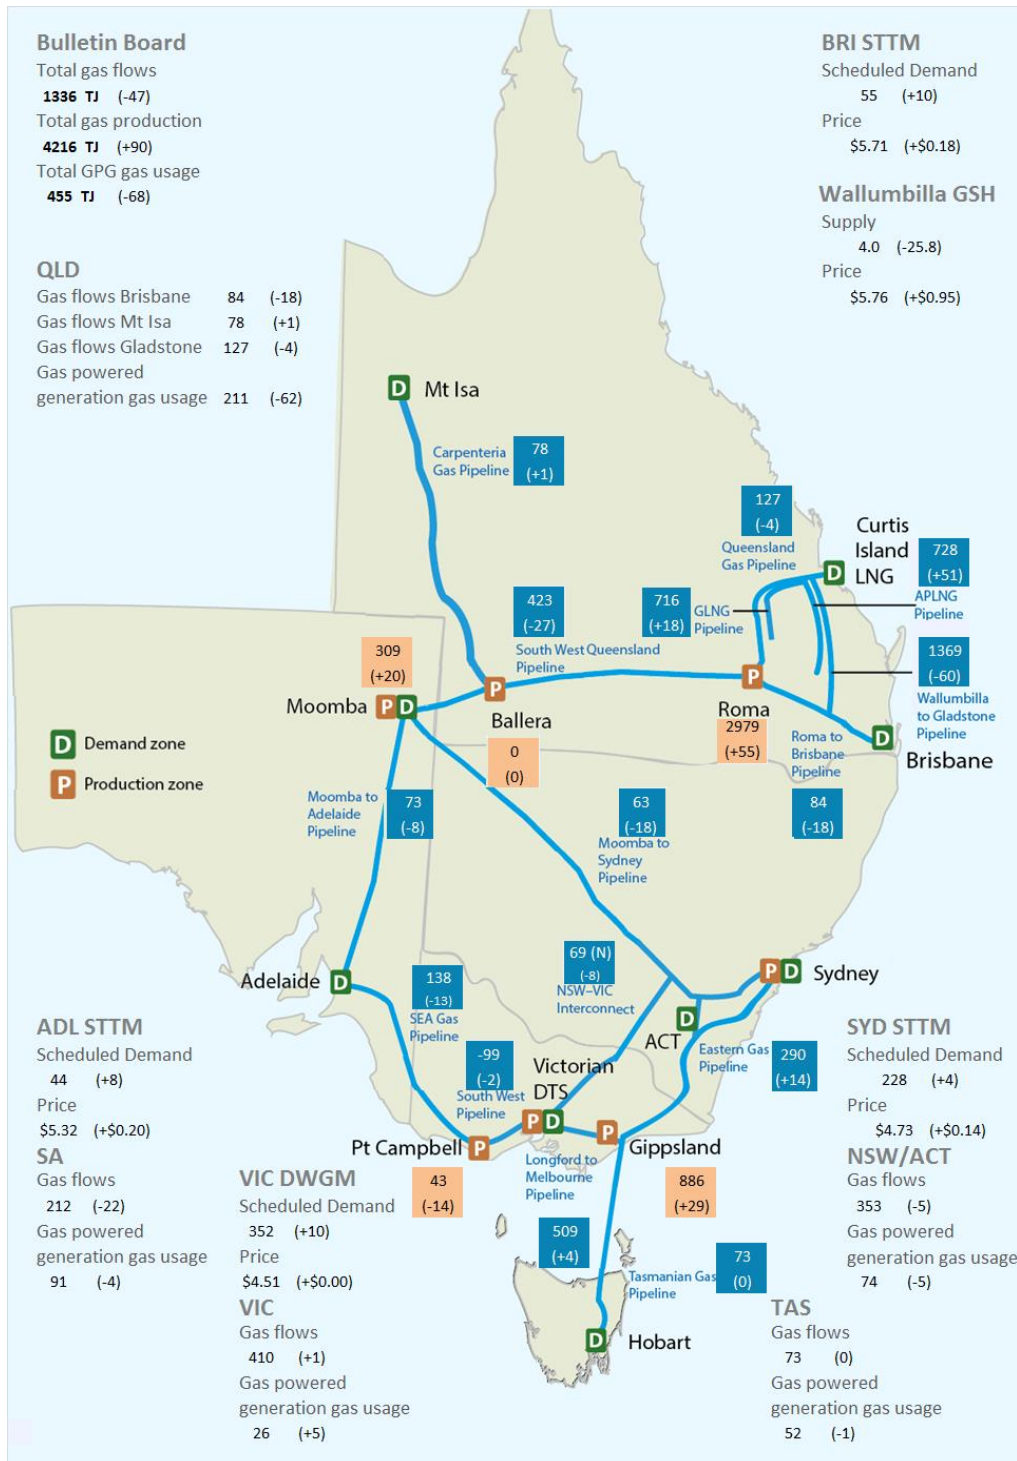 Bulletin Board
Total gas flows
1336 TJ (-47)
Total gas production
4216 TJ (+90)
Total GPG gas usage
455 TJ (-68)
BRI STTM
Scheduled Demand
55 (+10)
Price
$5.71 (+$0.18)
Wallumbilla GSH
Supply
4.0 (-25.8)
Price
$5.76 (+$0.95)
QLD
Gas flows Brisbane 84 (-18)
Gas flows Mt Isa 78 (+1)
Gas flows Gladstone 127 (-4)
Gas powered
generation gas usage 211 (-62)
D Mt Isa
Carpenteria
Gas Pipeline
78
(+1)
127
(-4)
Queensland
Gas Pipeline
Curtis
Island
D LNG
728
(+51)
APLNG
Pipeline
423
(-27)
South West Queensland
Pipeline
716
(+18)
GLNG
Pipeline
1369
(-60)
Wallumbilla
to Gladstone
Pipeline
309
(+20)
Moomba P D
P
Ballera
0
(0)
P
Roma
2979
(+55)
Roma to
Brisbane
Pipeline
D
Brisbane
84
(-18)
D Demand zone
P Production zone
Moomba to
Adelaide
Pipeline
73
(-8)
63
(-18)
Moomba to
Sydney
Pipeline
Adelaide D
138
(-13)
SEA Gas
Pipeline
69 (N)
(-8)
NSW–VIC
Interconnect
P D Sydney
D
ACT
Eastern Gas
Pipeline
290
(+14)
-99
(-2)
South West
Pipeline
Victorian
DTS
P D
P
Gippsland
886
(+29)
Pt Campbell P
43
(-14)
Longford to
Melbourne
Pipeline
509
(+4)
Tasmanian Gas
Pipeline
73
(0)
D Hobart
ADL STTM
Scheduled Demand
44 (+8)
Price
$5.32 (+$0.20)
SA
Gas flows
212 (-22)
Gas powered
generation gas usage
91 (-4)
VIC DWGM
Scheduled Demand
352 (+10)
Price
$4.51 (+$0.00)
VIC
Gas flows
410 (+1)
Gas powered
generation gas usage
26 (+5)
SYD STTM
Scheduled Demand
228 (+4)
Price
$4.73 (+$0.14)
NSW/ACT
Gas flows
353 (-5)
Gas powered
generation gas usage
74 (-5)
TAS
Gas flows
73 (0)
Gas powered
generation gas usage
52 (-1)